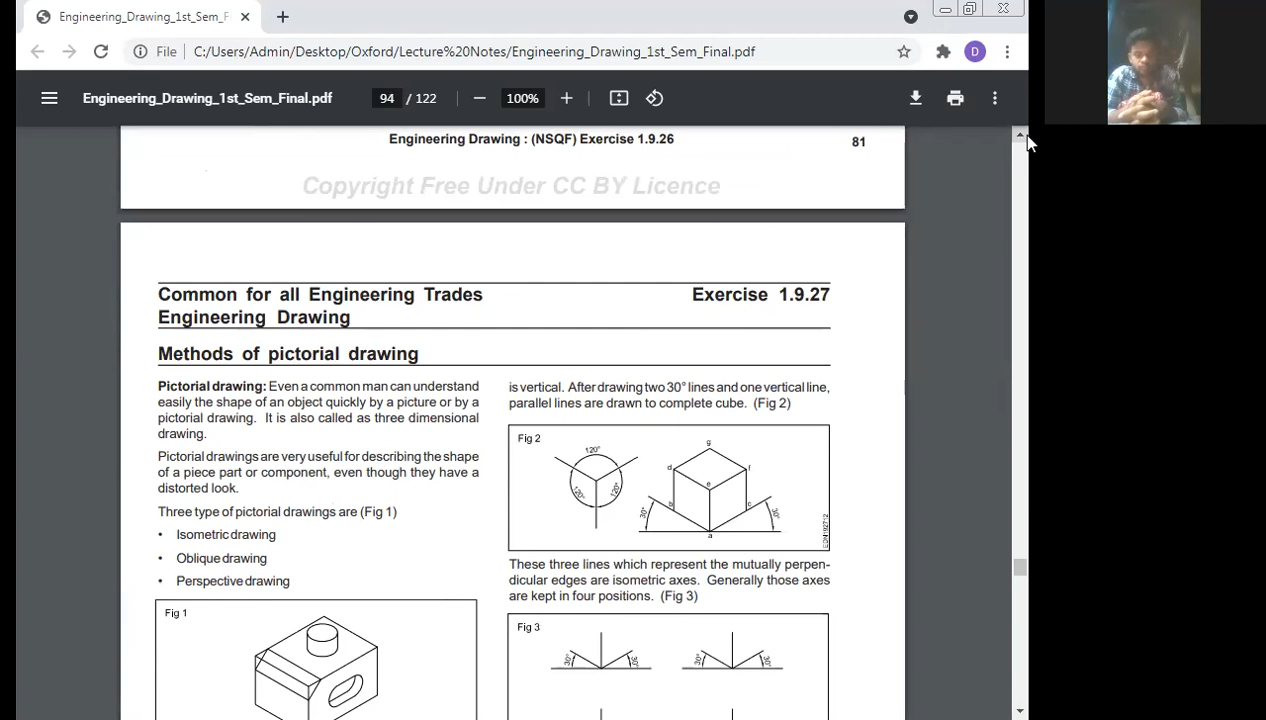 Engineering_Drawing_1st_Sem_F
File
C:/Users/Admin/Desktop/Oxford/Lecture%20Notes/Engineering_Drawing_1st_Sem_Final.pdf
D
Engineering_Drawing_1st_Sem_Final.pdf
94 / 122
100%
Engineering Drawing : (NSQF) Exercise 1.9.26
81
Copyright Free Under CC BY Licence
Common for all Engineering Trades
Exercise 1.9.27
Engineering Drawing
Methods of pictorial drawing
Pictorial drawing: Even a common man can understand
easily the shape of an object quickly by a picture or by a
pictorial drawing. It is also called as three dimensional
drawing.
Pictorial drawings are very useful for describing the shape
of a piece part or component, even though they have a
distorted look.
Three type of pictorial drawings are (Fig 1)
• Isometric drawing
• Oblique drawing
• Perspective drawing
Fig 1
is vertical. After drawing two 30° lines and one vertical line,
parallel lines are drawn to complete cube. (Fig 2)
Fig 2
120°
120°
120°
g
d
f
e
c
a
30°
30°
EDN192712
These three lines which represent the mutually perpen-
dicular edges are isometric axes. Generally those axes
are kept in four positions. (Fig 3)
Fig 3
30°
30°
30°
30°